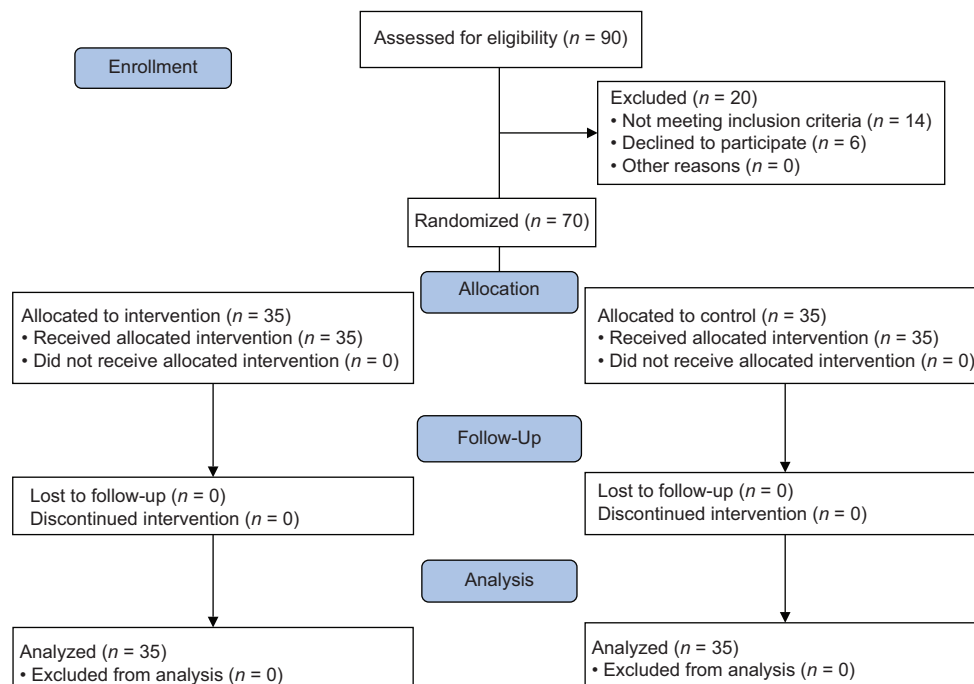 Assessed for eligibility (n = 90)
Enrollment
Excluded (n = 20)
• Not meeting inclusion criteria (n = 14)
• Declined to participate (n = 6)
• Other reasons (n = 0)
Randomized (n = 70)
Allocation
Allocated to intervention (n = 35)
• Received allocated intervention (n = 35)
• Did not receive allocated intervention (n = 0)
Allocated to control (n = 35)
• Received allocated intervention (n = 35)
• Did not receive allocated intervention (n = 0)
Follow-Up
Lost to follow-up (n = 0)
Discontinued intervention (n = 0)
Lost to follow-up (n = 0)
Discontinued intervention (n = 0)
Analysis
Analyzed (n = 35)
• Excluded from analysis (n = 0)
Analyzed (n = 35)
• Excluded from analysis (n = 0)